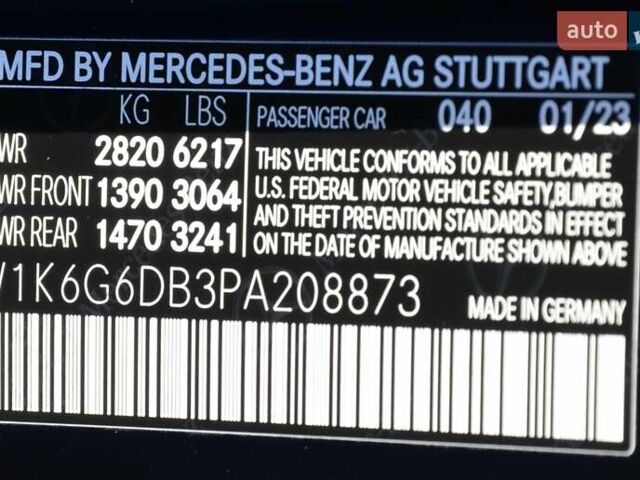 auto
MFD BY MERCEDES-BENZ AG STUTTGART
KG LBS
PASSENGER CAR 040 01/23
WR 2820 6217
WR FRONT 1390 3064
WR REAR 1470 3241
THIS VEHICLE CONFORMS TO ALL APPLICABLE
U.S. FEDERAL MOTOR VEHICLE SAFETY, BUMPER
AND THEFT PREVENTION STANDARDS IN EFFECT
ON THE DATE OF MANUFACTURE SHOWN ABOVE
1K6G6DB3PA208873
MADE IN GERMANY